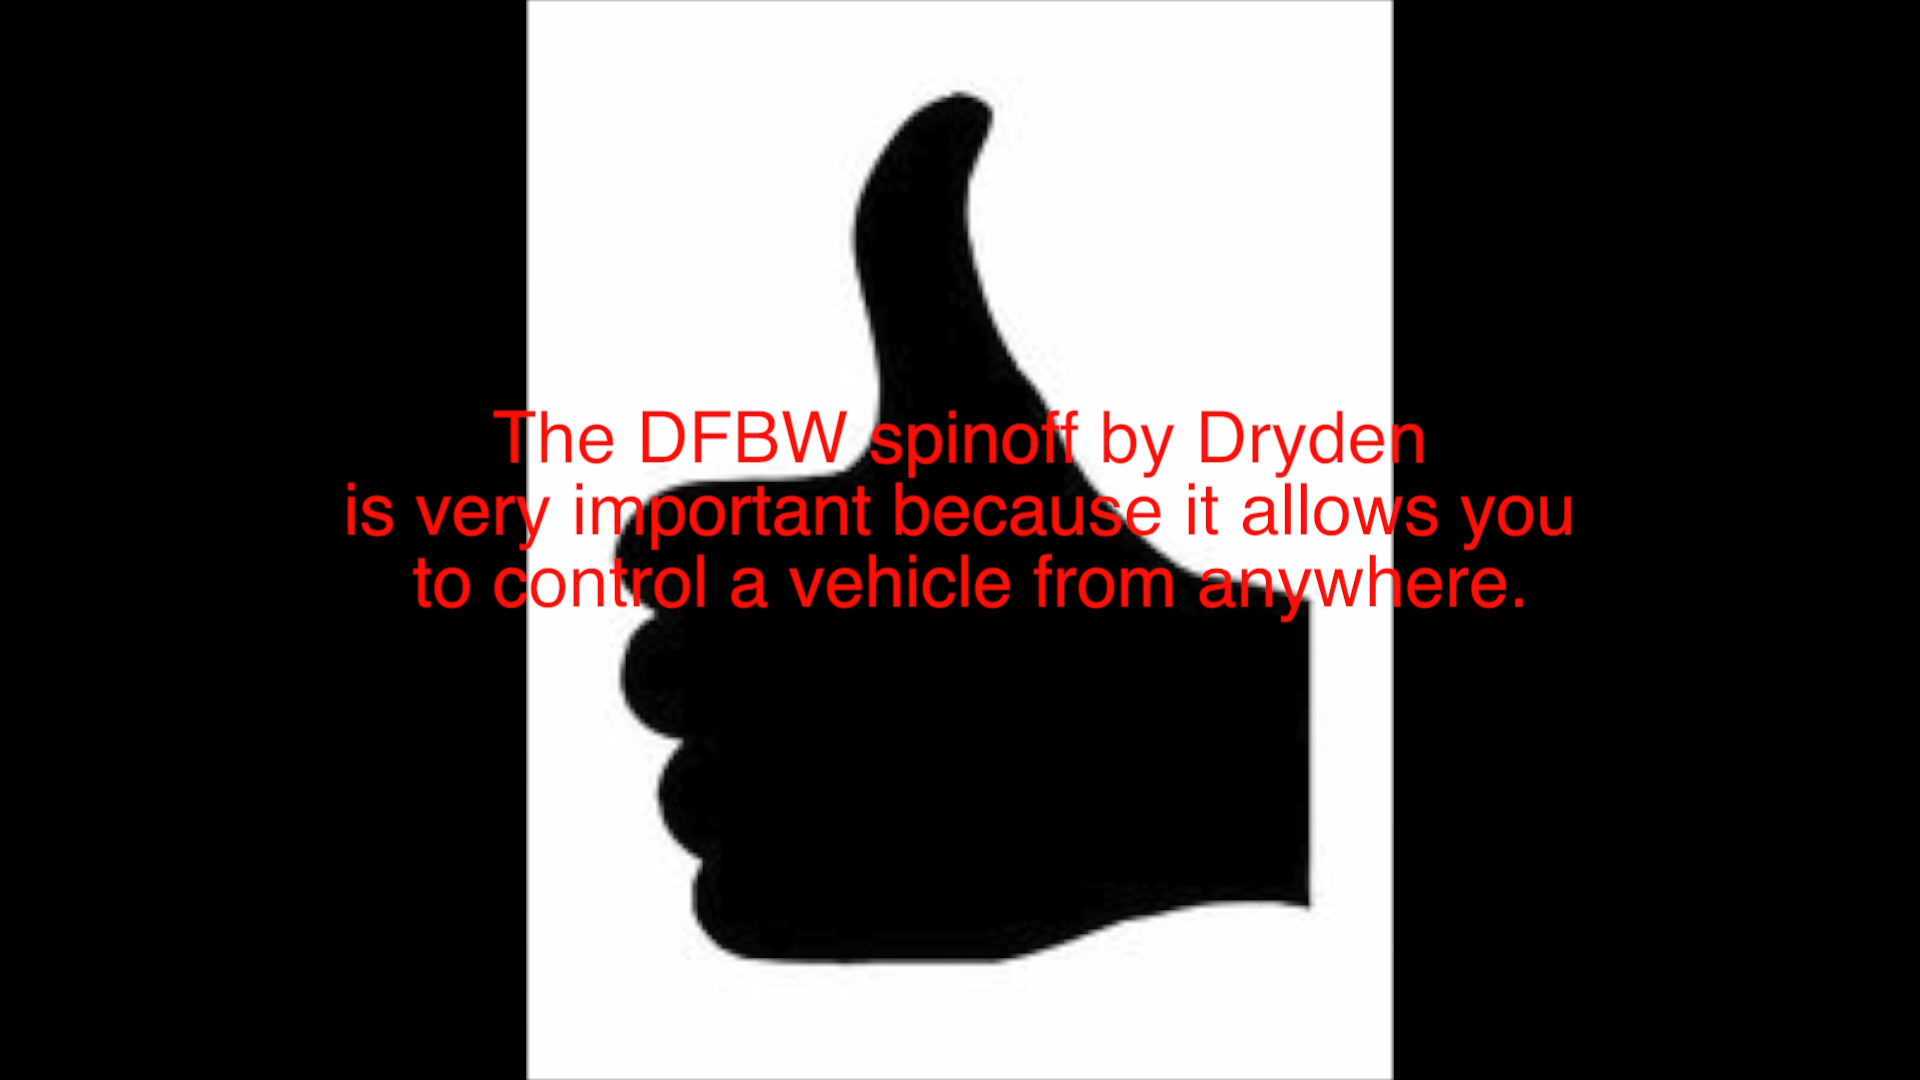 The DFBW spinoff by Dryden
is very important because it allows you
to control a vehicle from anywhere.